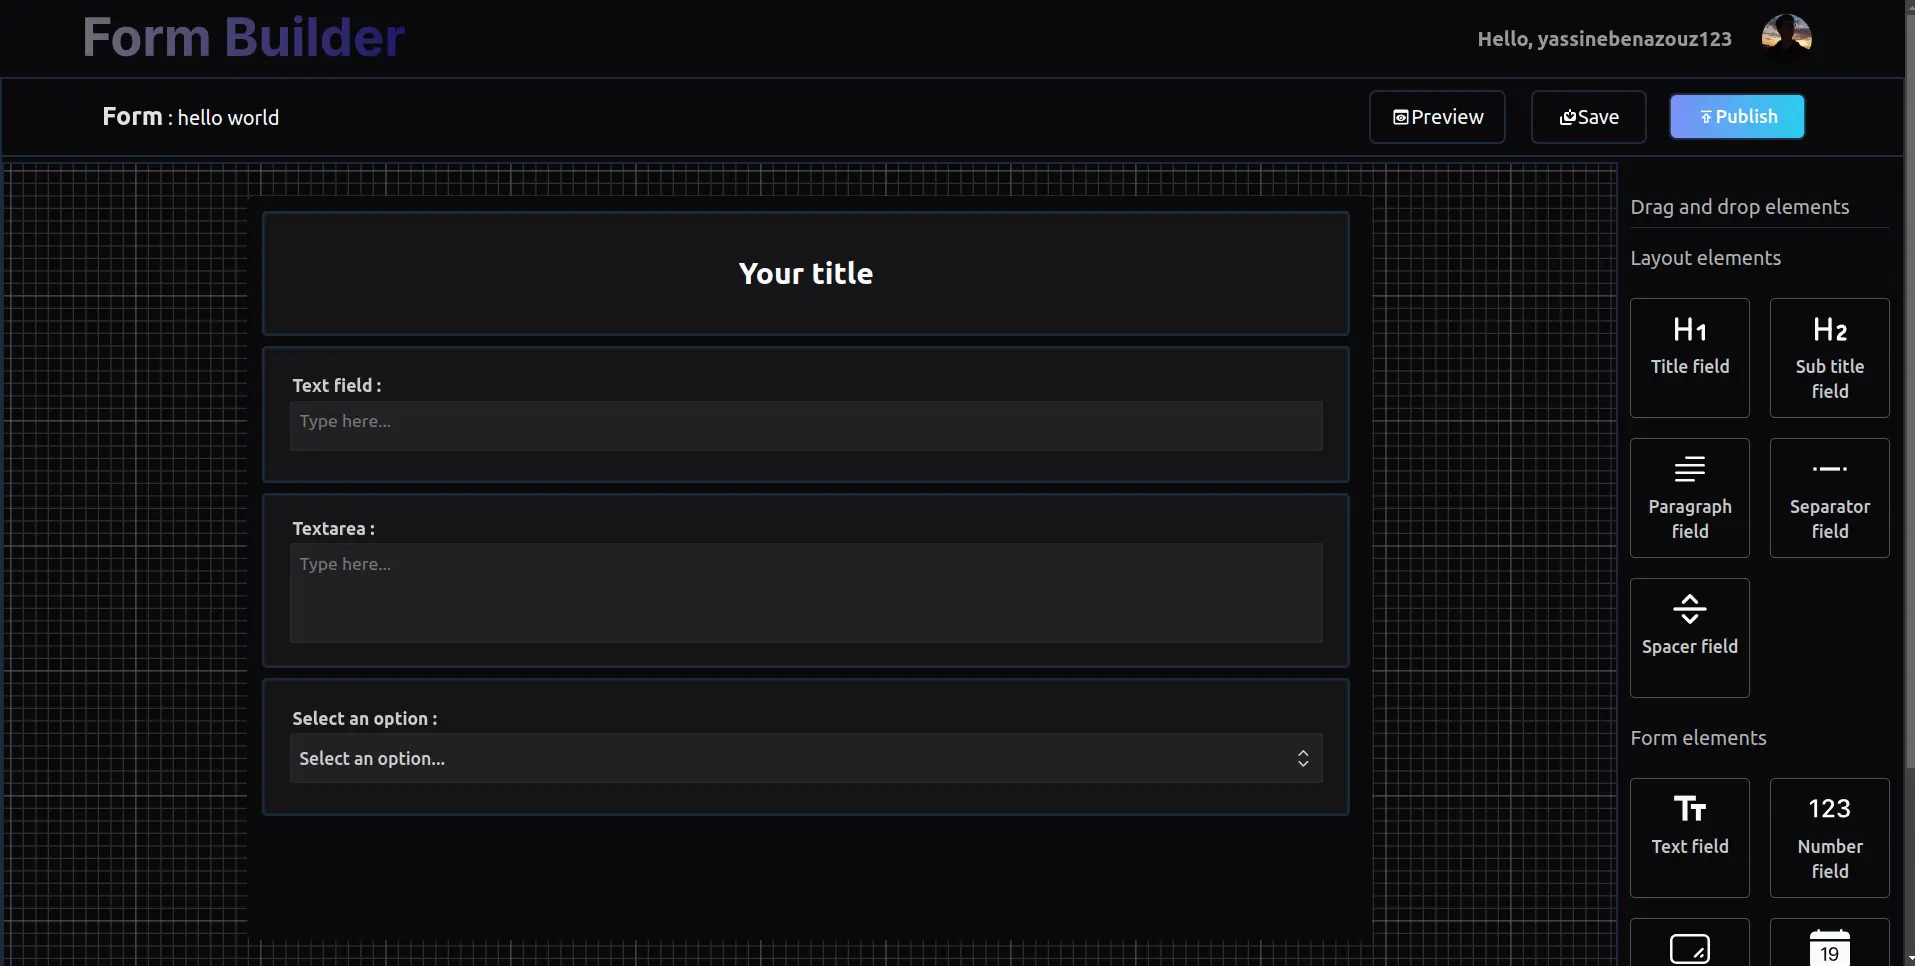 Form Builder
Hello, yassinebenazouz123
Form : hello world
Preview
Save
Publish
Your title
Text field :
Type here...
Textarea :
Type here...
Select an option :
Select an option...
Drag and drop elements
Layout elements
H1
Title field
H2
Sub title
field
Paragraph
field
Separator
field
Spacer field
Form elements
TT
Text field
123
Number
field
19